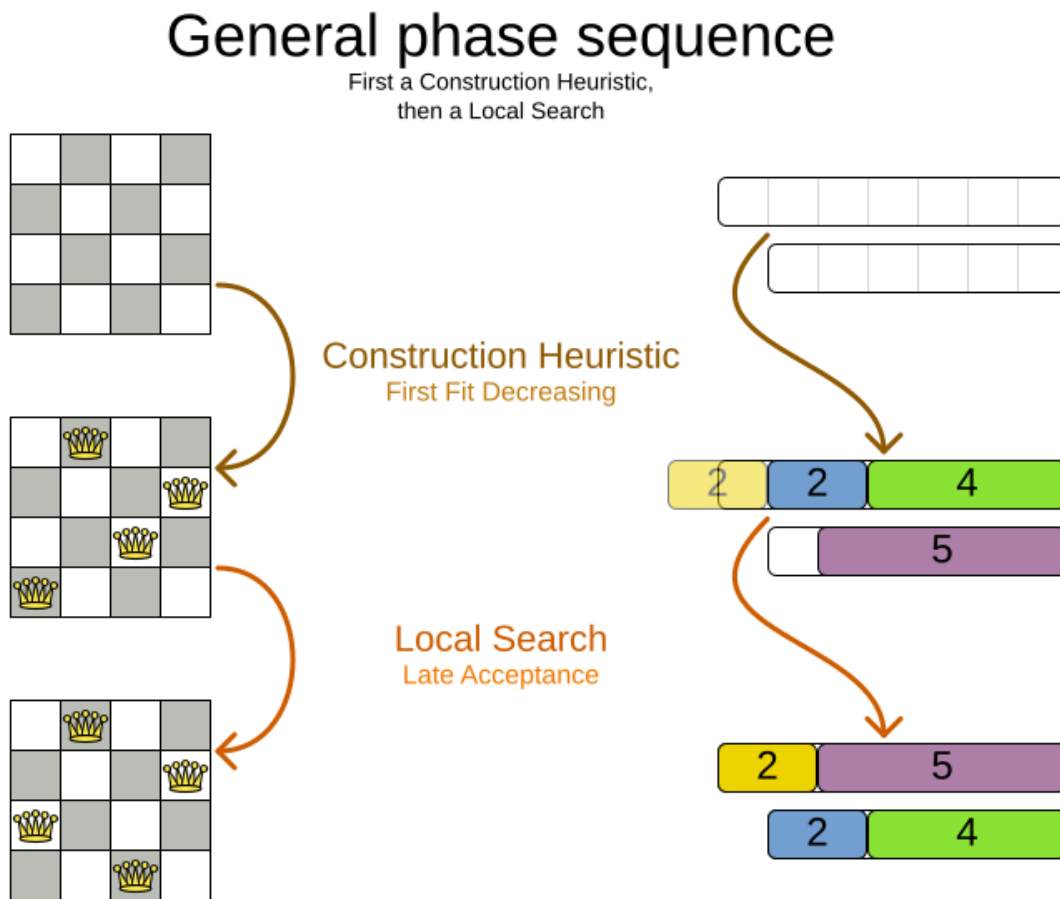 General phase sequence
First a Construction Heuristic,
then a Local Search
Construction Heuristic
First Fit Decreasing
2 2 4
5
Local Search
Late Acceptance
2 5
2 4